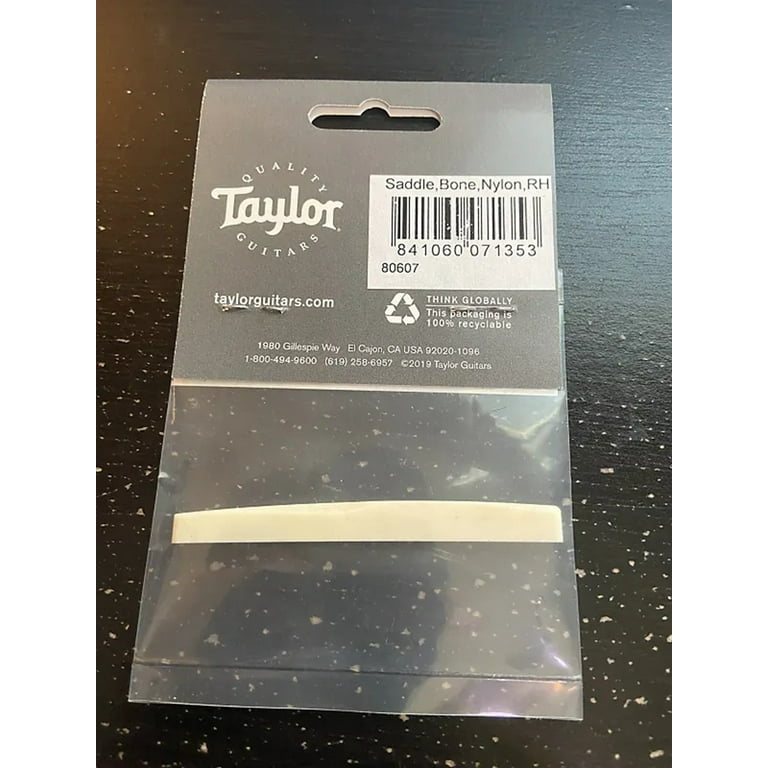 QUALITY
Taylor
GUITARS
Saddle,Bone,Nylon,RH
841060 071353
80607
taylorguitars.com
THINK GLOBALLY
This packaging is
100% recyclable
1980 Gillespie Way El Cajon, CA USA 92020-1096
1-800-494-9600 (619) 258-6957 ©2019 Taylor Guitars